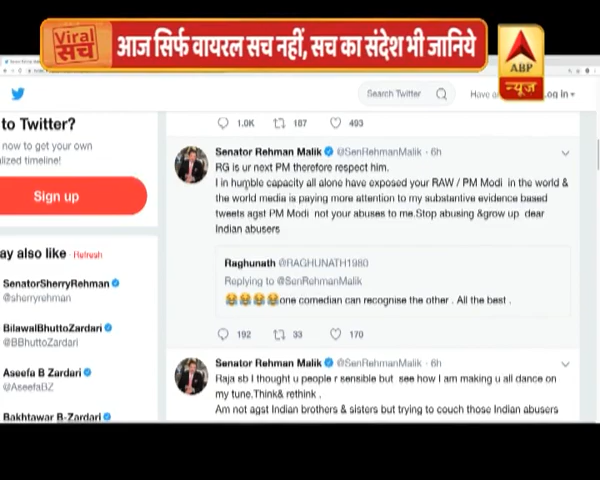 Viral सच आज सिर्फ वायरल सच नहीं, सच का संदेश भी जानिये
ABP
न्यूज़
Search Twitter
Log In
to Twitter?
now to get your own
lized timeline!
Sign up
ay also like · Refresh
SenatorSherryRehman
@sherryrehman
BilawalBhuttoZardari
@BBhuttoZardari
Aseefa B Zardari
@AseefaBZ
Bakhtawar B-Zardari
1.0K 187 493
Senator Rehman Malik @SenRehmanMalik · 6h
RG is ur next PM therefore respect him.
I in humble capacity all alone have exposed your RAW / PM Modi in the world &
the world media is paying more attention to my substantive evidence based
tweets agst PM Modi not your abuses to me.Stop abusing &grow up dear
Indian abusers
Raghunath @RAGHUNATH1980
Replying to @SenRehmanMalik
😂😂😂😂one comedian can recognise the other . All the best .
192 33 170
Senator Rehman Malik @SenRehmanMalik · 6h
Raja sb I thought u people r sensible but see how I am making u all dance on
my tune.Think& rethink .
Am not agst Indian brothers & sisters but trying to couch those Indian abusers